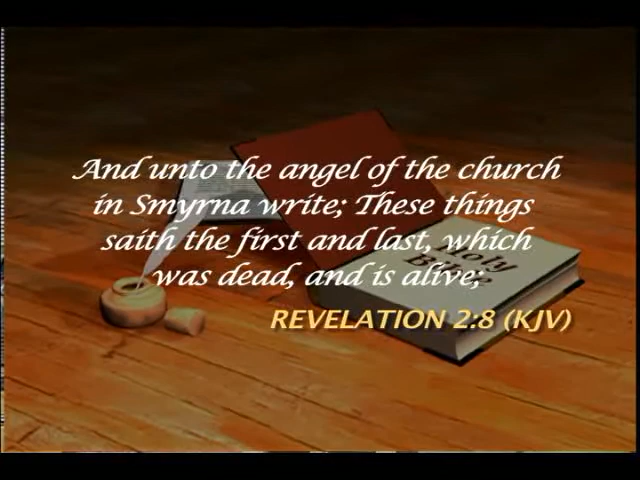 And unto the angel of the church
in Smyrna write; These things
saith the first and last, which
was dead, and is alive;
REVELATION 2:8 (KJV)
Holy
Bible